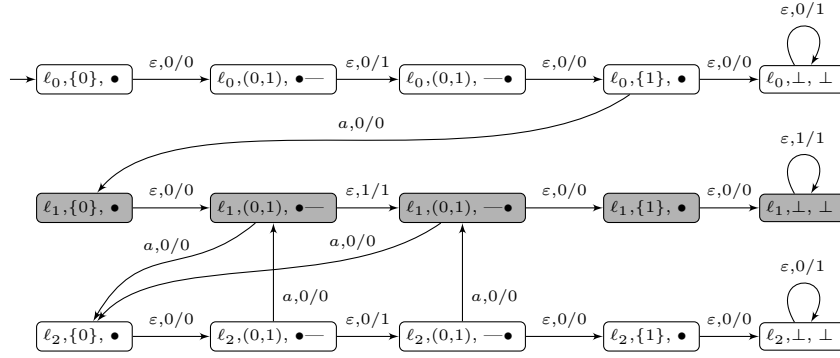 ε,0/1
ε,0/0 ε,0/1 ε,0/0 ε,0/0
ℓ₀,{0}, • ℓ₀,(0,1), •— ℓ₀,(0,1), —• ℓ₀,{1}, • ℓ₀,⊥, ⊥
a,0/0
ε,1/1
ε,0/0 ε,1/1 ε,0/0 ε,0/0
ℓ₁,{0}, • ℓ₁,(0,1), •— ℓ₁,(0,1), —• ℓ₁,{1}, • ℓ₁,⊥, ⊥
a,0/0 a,0/0
ε,0/1
a,0/0 a,0/0
ε,0/0 ε,0/1 ε,0/0 ε,0/0
ℓ₂,{0}, • ℓ₂,(0,1), •— ℓ₂,(0,1), —• ℓ₂,{1}, • ℓ₂,⊥, ⊥